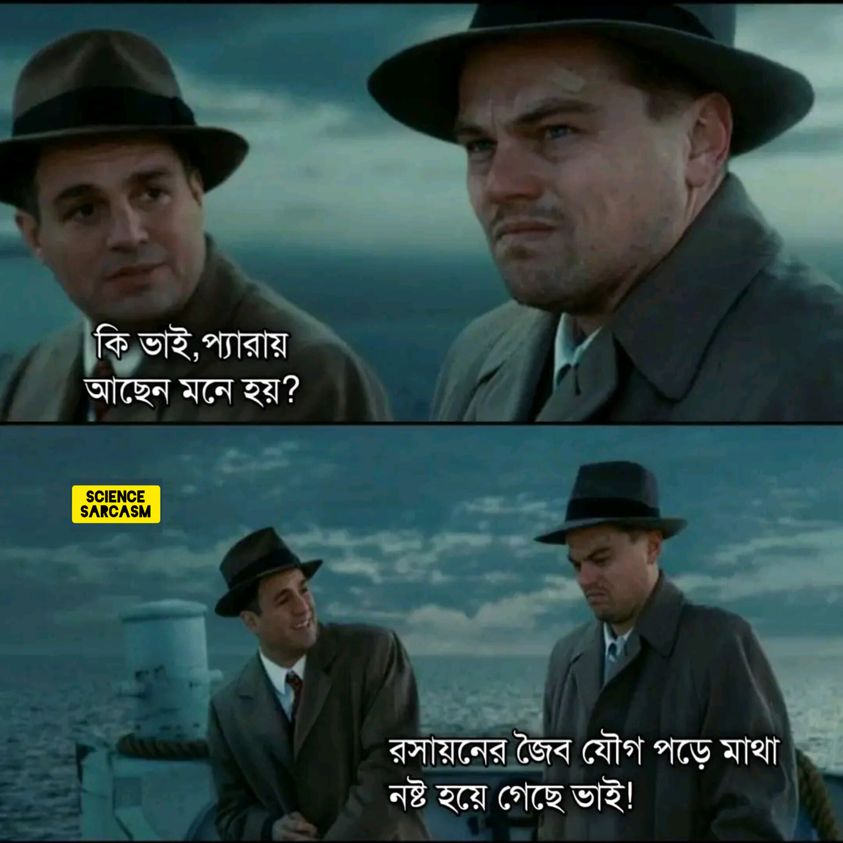 কি ভাই,প্যারায়
আছেন মনে হয়?
SCIENCE
SARCASM
রসায়নের জৈব যৌগ পড়ে মাথা
নষ্ট হয়ে গেছে ভাই!